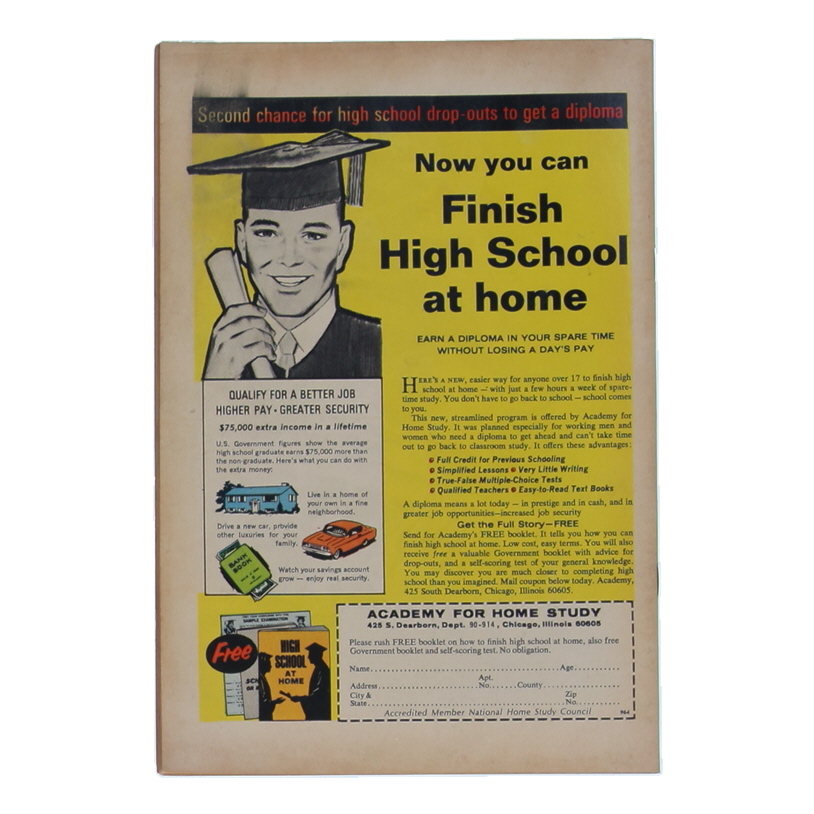 Second chance for high school drop-outs to get a diploma
Now you can
Finish
High School
at home
EARN A DIPLOMA IN YOUR SPARE TIME
WITHOUT LOSING A DAY'S PAY
HERE'S A NEW, easier way for anyone over 17 to finish high
school at home — with just a few hours a week of spare-
time study. You don't have to go back to school — school comes
to you.
This new, streamlined program is offered by Academy for
Home Study. It was planned especially for working men and
women who need a diploma to get ahead and can't take time
out to go back to classroom study. It offers these advantages:
• Full Credit for Previous Schooling
• Simplified Lessons • Very Little Writing
• True-False Multiple-Choice Tests
• Qualified Teachers • Easy-to-Read Text Books
A diploma means a lot today — in prestige and in cash, and in
greater job opportunities—increased job security
Get the Full Story—FREE
Send for Academy's FREE booklet. It tells you how you can
finish high school at home. Low cost, easy terms. You will also
receive free a valuable Government booklet with advice for
drop-outs, and a self-scoring test of your general knowledge.
You may discover you are much closer to completing high
school than you imagined. Mail coupon below today. Academy,
425 South Dearborn, Chicago, Illinois 60605.
QUALIFY FOR A BETTER JOB
HIGHER PAY • GREATER SECURITY
$75,000 extra income in a lifetime
U.S. Government figures show the average
high school graduate earns $75,000 more than
the non-graduate. Here's what you can do with
the extra money:
Live in a home of
your own in a fine
neighborhood.
Drive a new car, provide
other luxuries for your
family.
BANK
BOOK
Watch your savings account
grow — enjoy real security.
SAMPLE EXAMINATION
Free
HIGH
SCHOOL
AT
HOME
ACADEMY FOR HOME STUDY
425 S. Dearborn, Dept. 90-914, Chicago, Illinois 60605
Please rush FREE booklet on how to finish high school at home, also free
Government booklet and self-scoring test. No obligation.
Name..........Age..........
Address..........Apt. No......County..........
City &
State..........Zip No..........
Accredited Member National Home Study Council 964